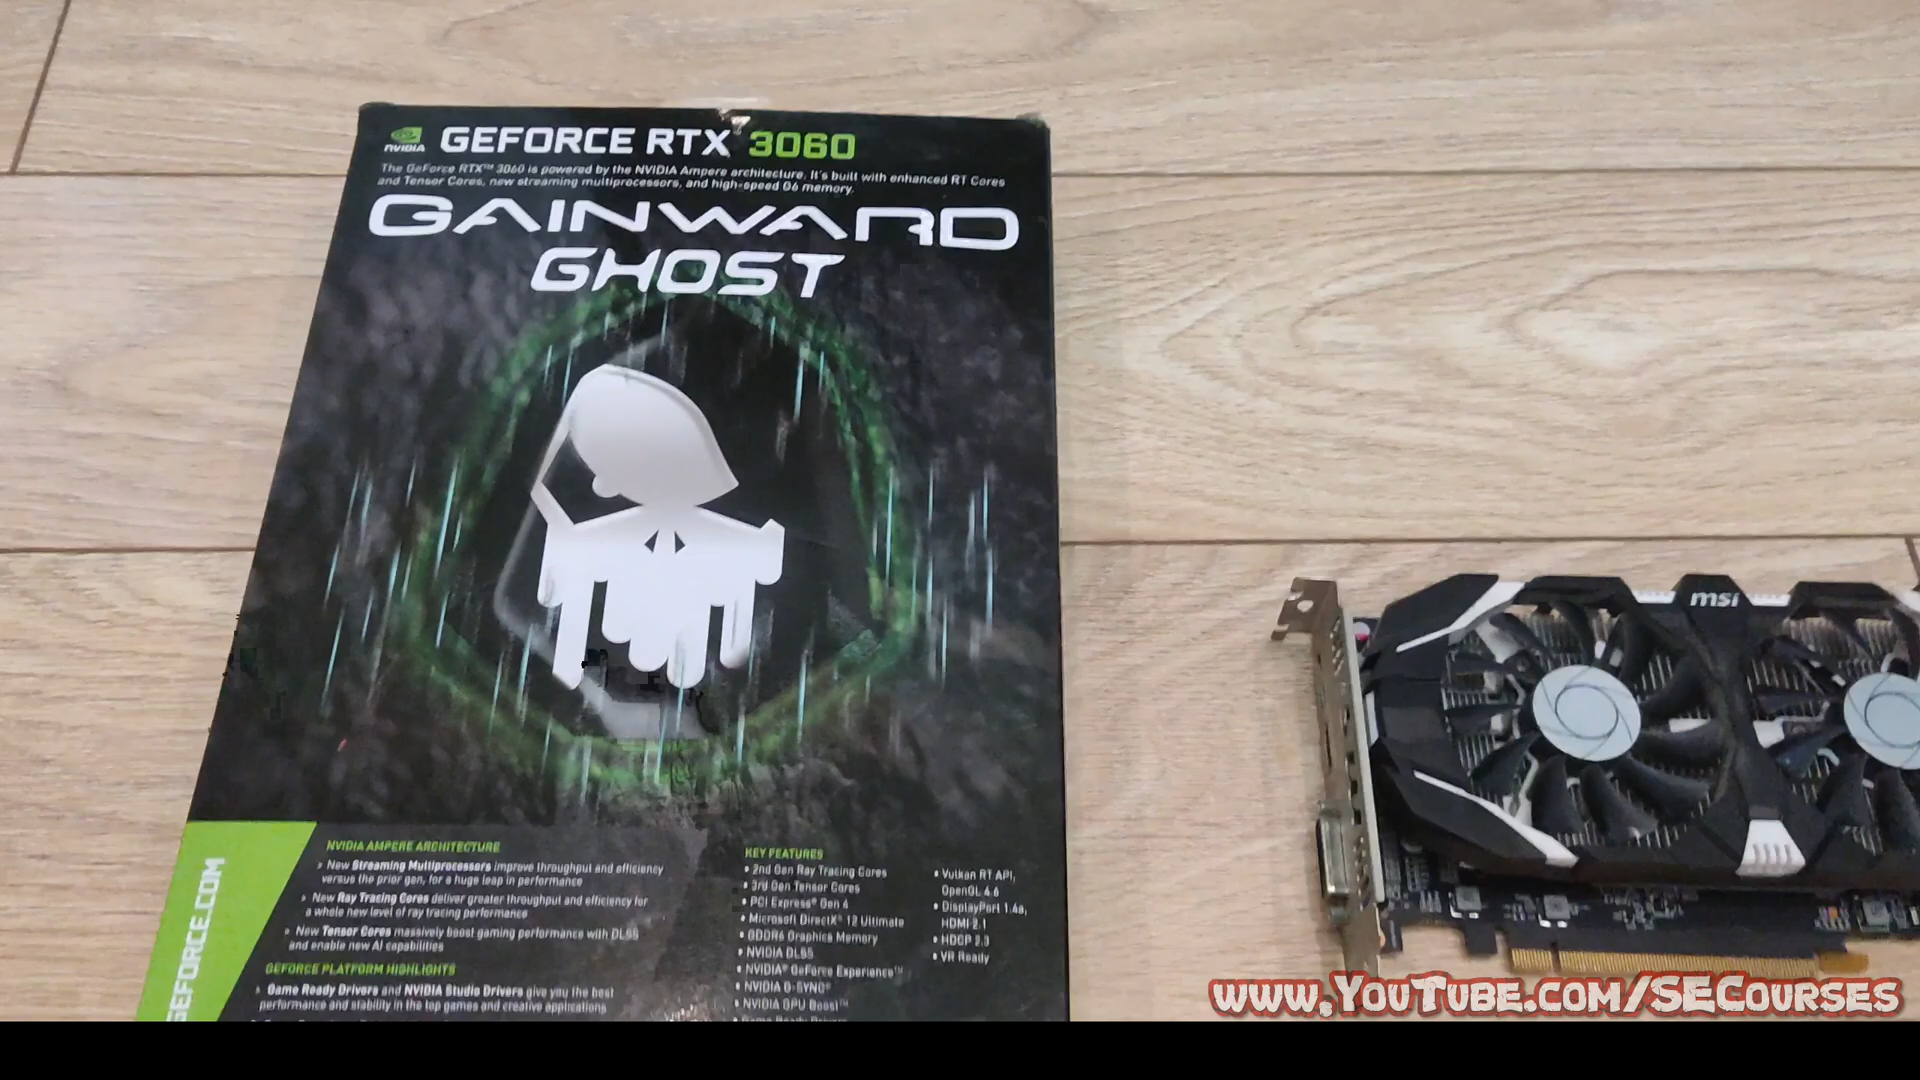 NVIDIA
GEFORCE RTX 3060
The GeForce RTX™ 3060 is powered by the NVIDIA Ampere architecture. It's built with enhanced RT Cores
and Tensor Cores, new streaming multiprocessors, and high-speed G6 memory.
GAINWARD
GHOST
msi
GEFORCE.COM
NVIDIA AMPERE ARCHITECTURE
› New Streaming Multiprocessors improve throughput and efficiency
versus the prior gen, for a huge leap in performance
› New Ray Tracing Cores deliver greater throughput and efficiency for
a whole new level of ray tracing performance
› New Tensor Cores massively boost gaming performance with DLSS
and enable new AI capabilities
GEFORCE PLATFORM HIGHLIGHTS
› Game Ready Drivers and NVIDIA Studio Drivers give you the best
performance and stability in the top games and creative applications
KEY FEATURES
• 2nd Gen Ray Tracing Cores
• 3rd Gen Tensor Cores
• PCI Express® Gen 4
• Microsoft DirectX® 12 Ultimate
• GDDR6 Graphics Memory
• NVIDIA DLSS
• NVIDIA® GeForce Experience™
• NVIDIA G-SYNC®
• NVIDIA GPU Boost™
• Vulkan RT API,
OpenGL 4.6
• DisplayPort 1.4a,
HDMI 2.1
• HDCP 2.3
• VR Ready
www.YouTube.com/SECourses